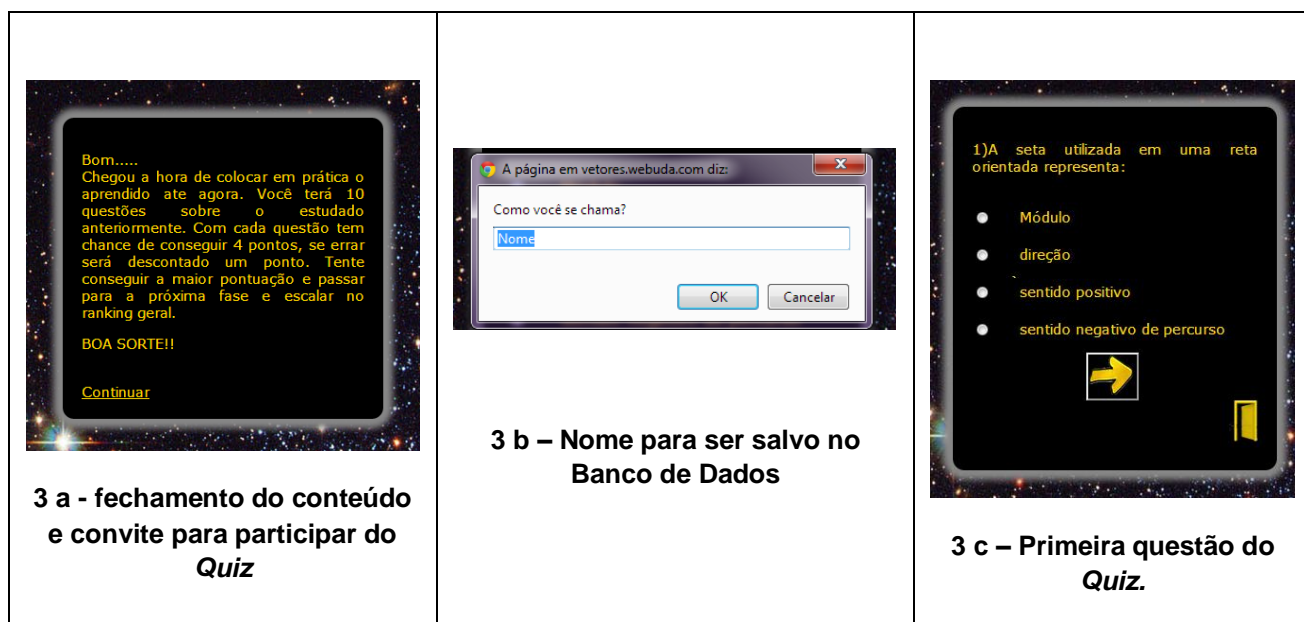 Bom.....
Chegou a hora de colocar em prática o
aprendido ate agora. Você terá 10
questões sobre o estudado
anteriormente. Com cada questão tem
chance de conseguir 4 pontos, se errar
será descontado um ponto. Tente
conseguir a maior pontuação e passar
para a próxima fase e escalar no
ranking geral.
BOA SORTE!!
Continuar
3 a - fechamento do conteúdo
e convite para participar do
Quiz
A página em vetores.webuda.com diz:
Como você se chama?
Nome
OK
Cancelar
3 b – Nome para ser salvo no
Banco de Dados
1)A seta utilizada em uma reta
orientada representa:
Módulo
direção
sentido positivo
sentido negativo de percurso
3 c – Primeira questão do
Quiz.